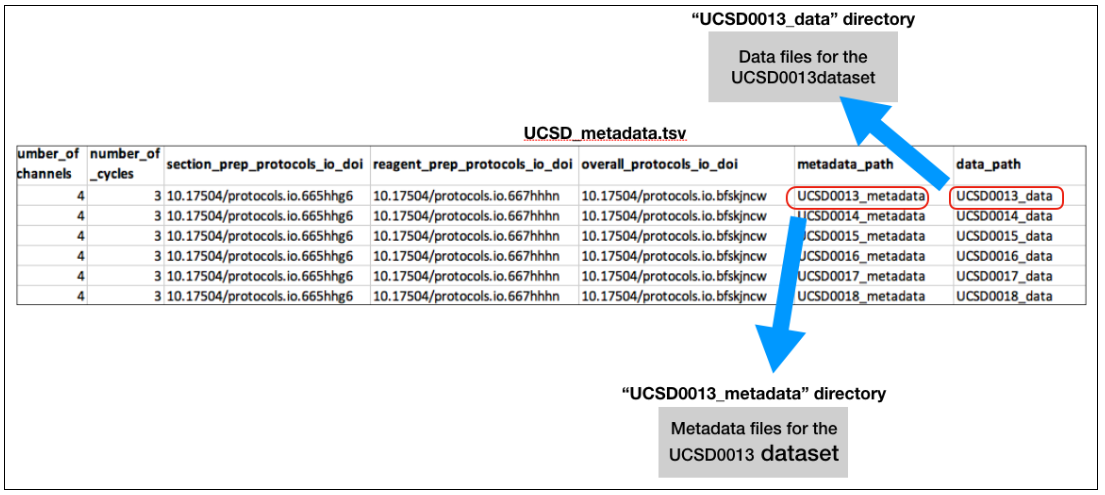 “UCSD0013_data” directory
Data files for the
UCSD0013dataset
UCSD_metadata.tsv
umber_of channels number_of _cycles section_prep_protocols_io_doi reagent_prep_protocols_io_doi overall_protocols_io_doi metadata_path data_path
4 3 10.17504/protocols.io.665hhg6 10.17504/protocols.io.667hhhn 10.17504/protocols.io.bfskjncw UCSD0013_metadata UCSD0013_data
4 3 10.17504/protocols.io.665hhg6 10.17504/protocols.io.667hhhn 10.17504/protocols.io.bfskjncw UCSD0014_metadata UCSD0014_data
4 3 10.17504/protocols.io.665hhg6 10.17504/protocols.io.667hhhn 10.17504/protocols.io.bfskjncw UCSD0015_metadata UCSD0015_data
4 3 10.17504/protocols.io.665hhg6 10.17504/protocols.io.667hhhn 10.17504/protocols.io.bfskjncw UCSD0016_metadata UCSD0016_data
4 3 10.17504/protocols.io.665hhg6 10.17504/protocols.io.667hhhn 10.17504/protocols.io.bfskjncw UCSD0017_metadata UCSD0017_data
4 3 10.17504/protocols.io.665hhg6 10.17504/protocols.io.667hhhn 10.17504/protocols.io.bfskjncw UCSD0018_metadata UCSD0018_data
“UCSD0013_metadata” directory
Metadata files for the
UCSD0013 dataset